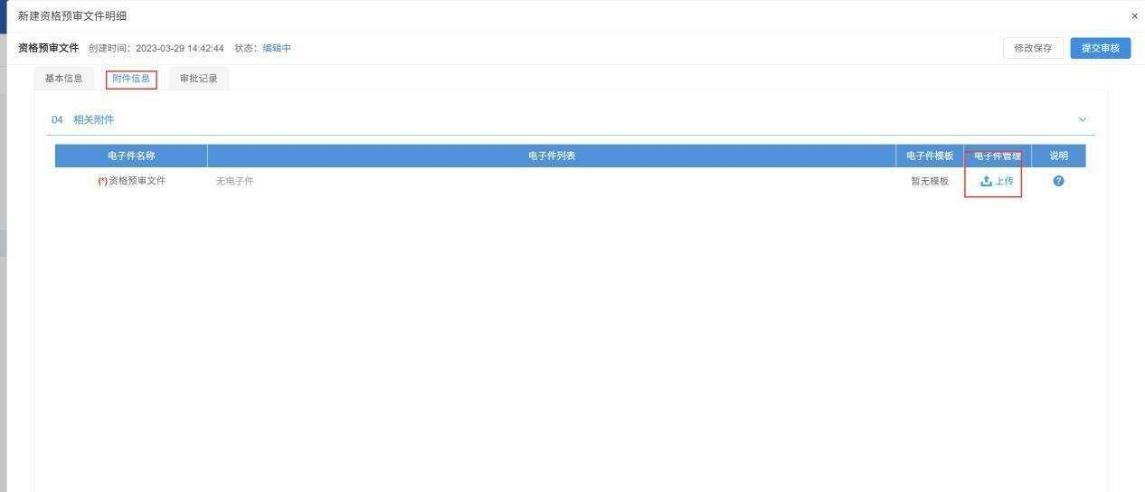 新建资格预审文件明细 ×
资格预审文件 创建时间：2023-03-29 14:42:44 状态：编辑中 修改保存 提交审核
基本信息 附件信息 审批记录
04 相关附件
电子件名称 电子件列表 电子件模板 电子件管理 说明
(*)资格预审文件 无电子件 暂无模板 上传 ?